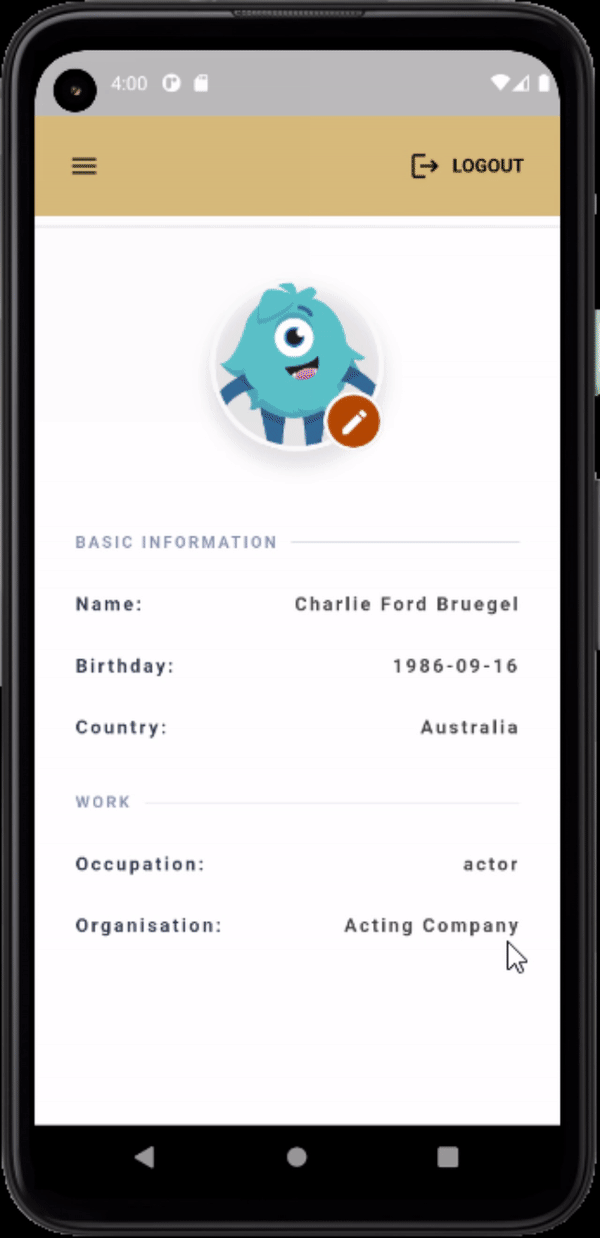 4:00
LOGOUT
BASIC INFORMATION
Name: Charlie Ford Bruegel
Birthday: 1986-09-16
Country: Australia
WORK
Occupation: actor
Organisation: Acting Company